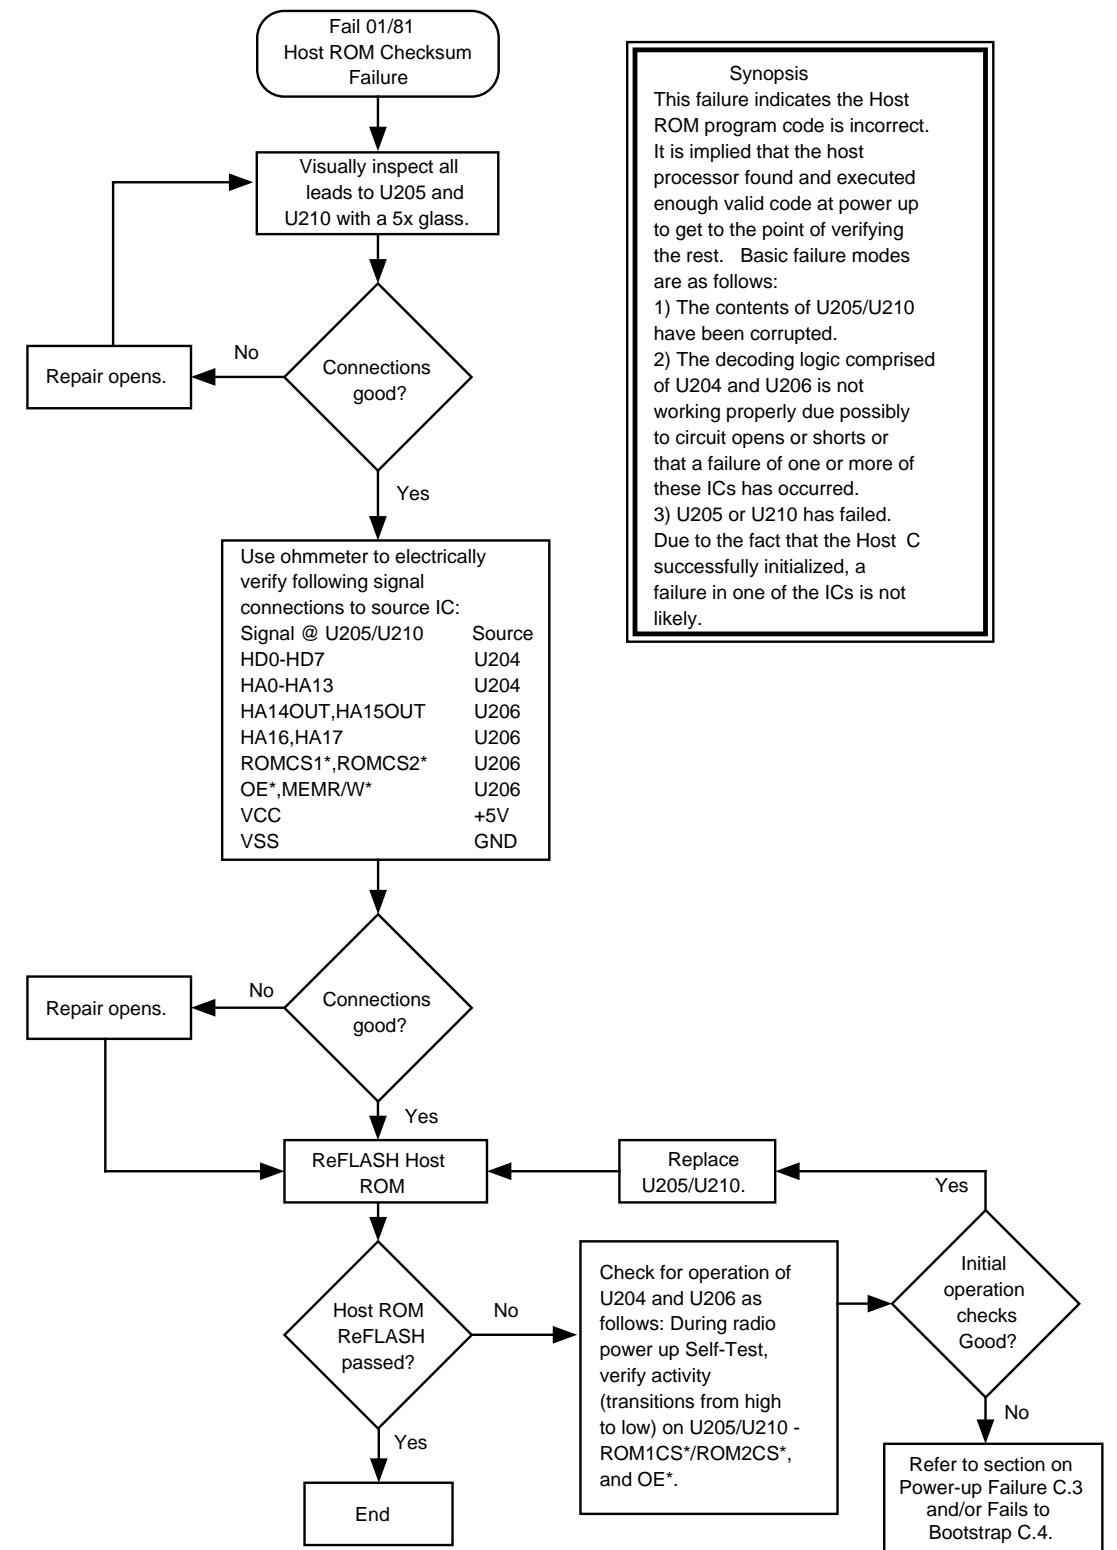 Fail 01/81
Host ROM Checksum
Failure
Visually inspect all
leads to U205 and
U210 with a 5x glass.
Connections
good?
No
Repair opens.
Yes
Use ohmmeter to electrically
verify following signal
connections to source IC:
Signal @ U205/U210 Source
HD0-HD7 U204
HA0-HA13 U204
HA14OUT,HA15OUT U206
HA16,HA17 U206
ROMCS1*,ROMCS2* U206
OE*,MEMR/W* U206
VCC +5V
VSS GND
Connections
good?
No
Repair opens.
Yes
ReFLASH Host
ROM
Host ROM
ReFLASH
passed?
Yes
End
No
Check for operation of
U204 and U206 as
follows: During radio
power up Self-Test,
verify activity
(transitions from high
to low) on U205/U210 -
ROM1CS*/ROM2CS*,
and OE*.
Initial
operation
checks
Good?
Yes
Replace
U205/U210.
No
Refer to section on
Power-up Failure C.3
and/or Fails to
Bootstrap C.4.
Synopsis
This failure indicates the Host
ROM program code is incorrect.
It is implied that the host
processor found and executed
enough valid code at power up
to get to the point of verifying
the rest. Basic failure modes
are as follows:
1) The contents of U205/U210
have been corrupted.
2) The decoding logic comprised
of U204 and U206 is not
working properly due possibly
to circuit opens or shorts or
that a failure of one or more of
these ICs has occurred.
3) U205 or U210 has failed.
Due to the fact that the Host C
successfully initialized, a
failure in one of the ICs is not
likely.